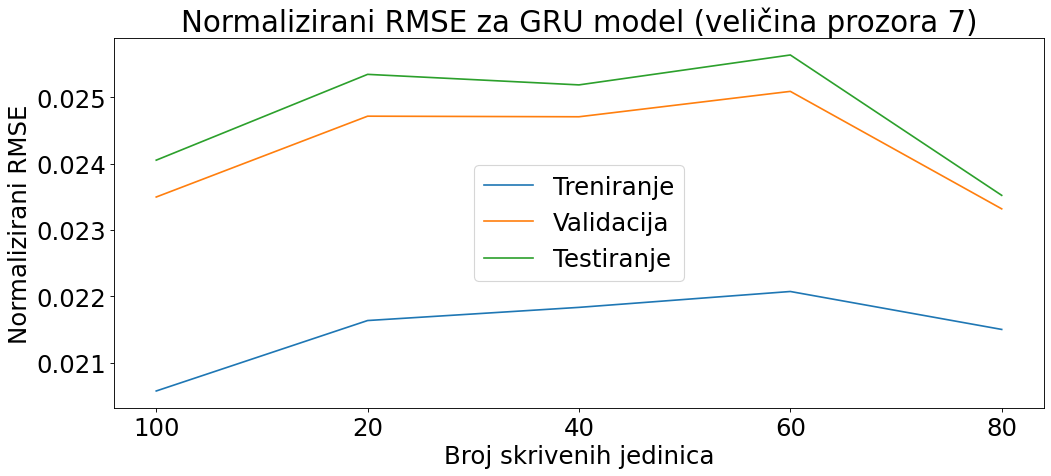 Normalizirani RMSE za GRU model (veličina prozora 7)
Normalizirani RMSE
0.025
0.024
0.023
0.022
0.021
Treniranje
Validacija
Testiranje
100 20 40 60 80
Broj skrivenih jedinica